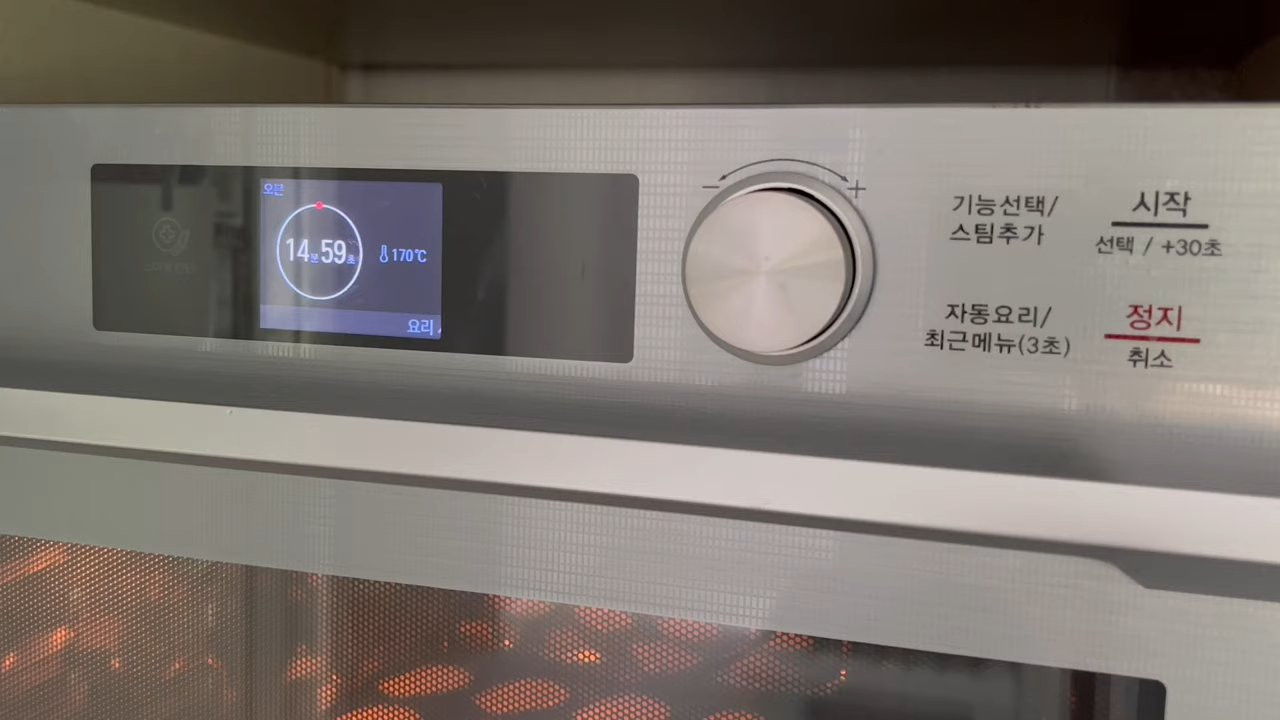 오븐
14분 59초
170℃
요리
− +
기능선택/
스팀추가
시작
선택 / +30초
자동요리/
최근메뉴(3초)
정지
취소